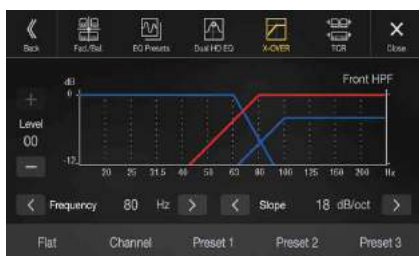 Back
Fad./Bal.
EQ Presets
Dual HD EQ
X-OVER
TCR
Close
dB
Front HPF
0
Level
00
-12
20 25 31.5 40 50 63 80 100 125 160 200 Hz
Frequency 80 Hz
Slope 18 dB/oct
Flat Channel Preset 1 Preset 2 Preset 3